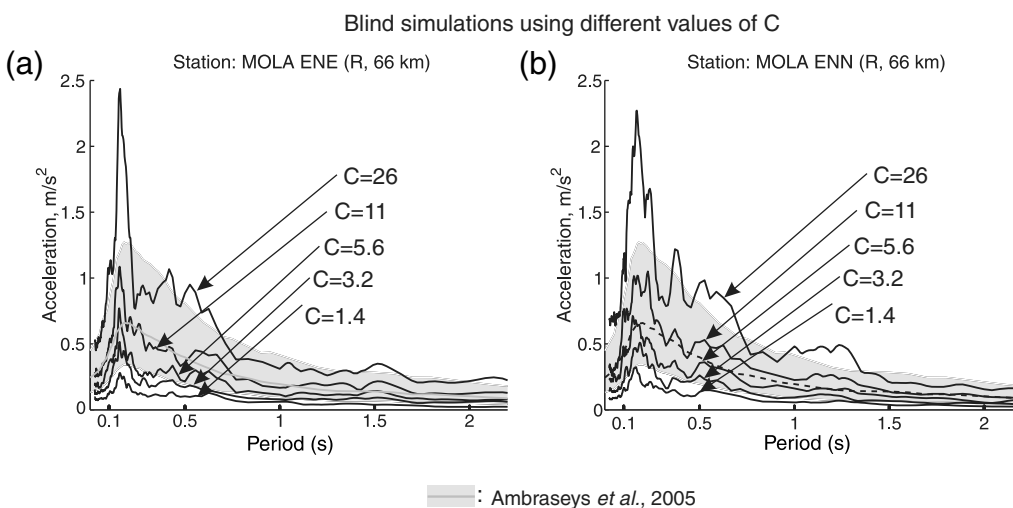 Blind simulations using different values of C
(a)
Station: MOLA ENE (R, 66 km)
Acceleration, m/s²
2.5
2
1.5
1
0.5
0
C=26
C=11
C=5.6
C=3.2
C=1.4
0.1
0.5
1
1.5
2
Period (s)
(b)
Station: MOLA ENN (R, 66 km)
Acceleration, m/s²
2.5
2
1.5
1
0.5
0
C=26
C=11
C=5.6
C=3.2
C=1.4
0.1
0.5
1
1.5
2
Period (s)
: Ambraseys et al., 2005